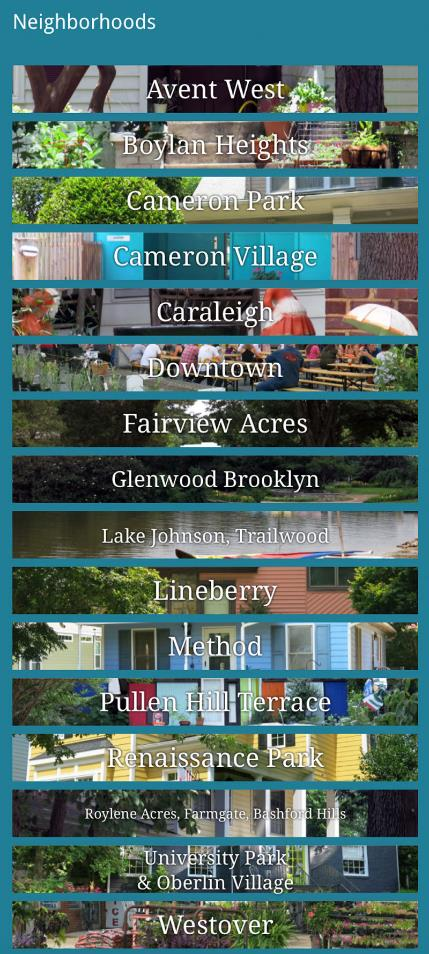 Neighborhoods
Avent West
Boylan Heights
Cameron Park
Cameron Village
Caraleigh
Downtown
Fairview Acres
Glenwood Brooklyn
Lake Johnson, Trailwood
Lineberry
Method
Pullen Hill Terrace
Renaissance Park
Roylene Acres, Farmgate, Bashford Hills
University Park
& Oberlin Village
Westover